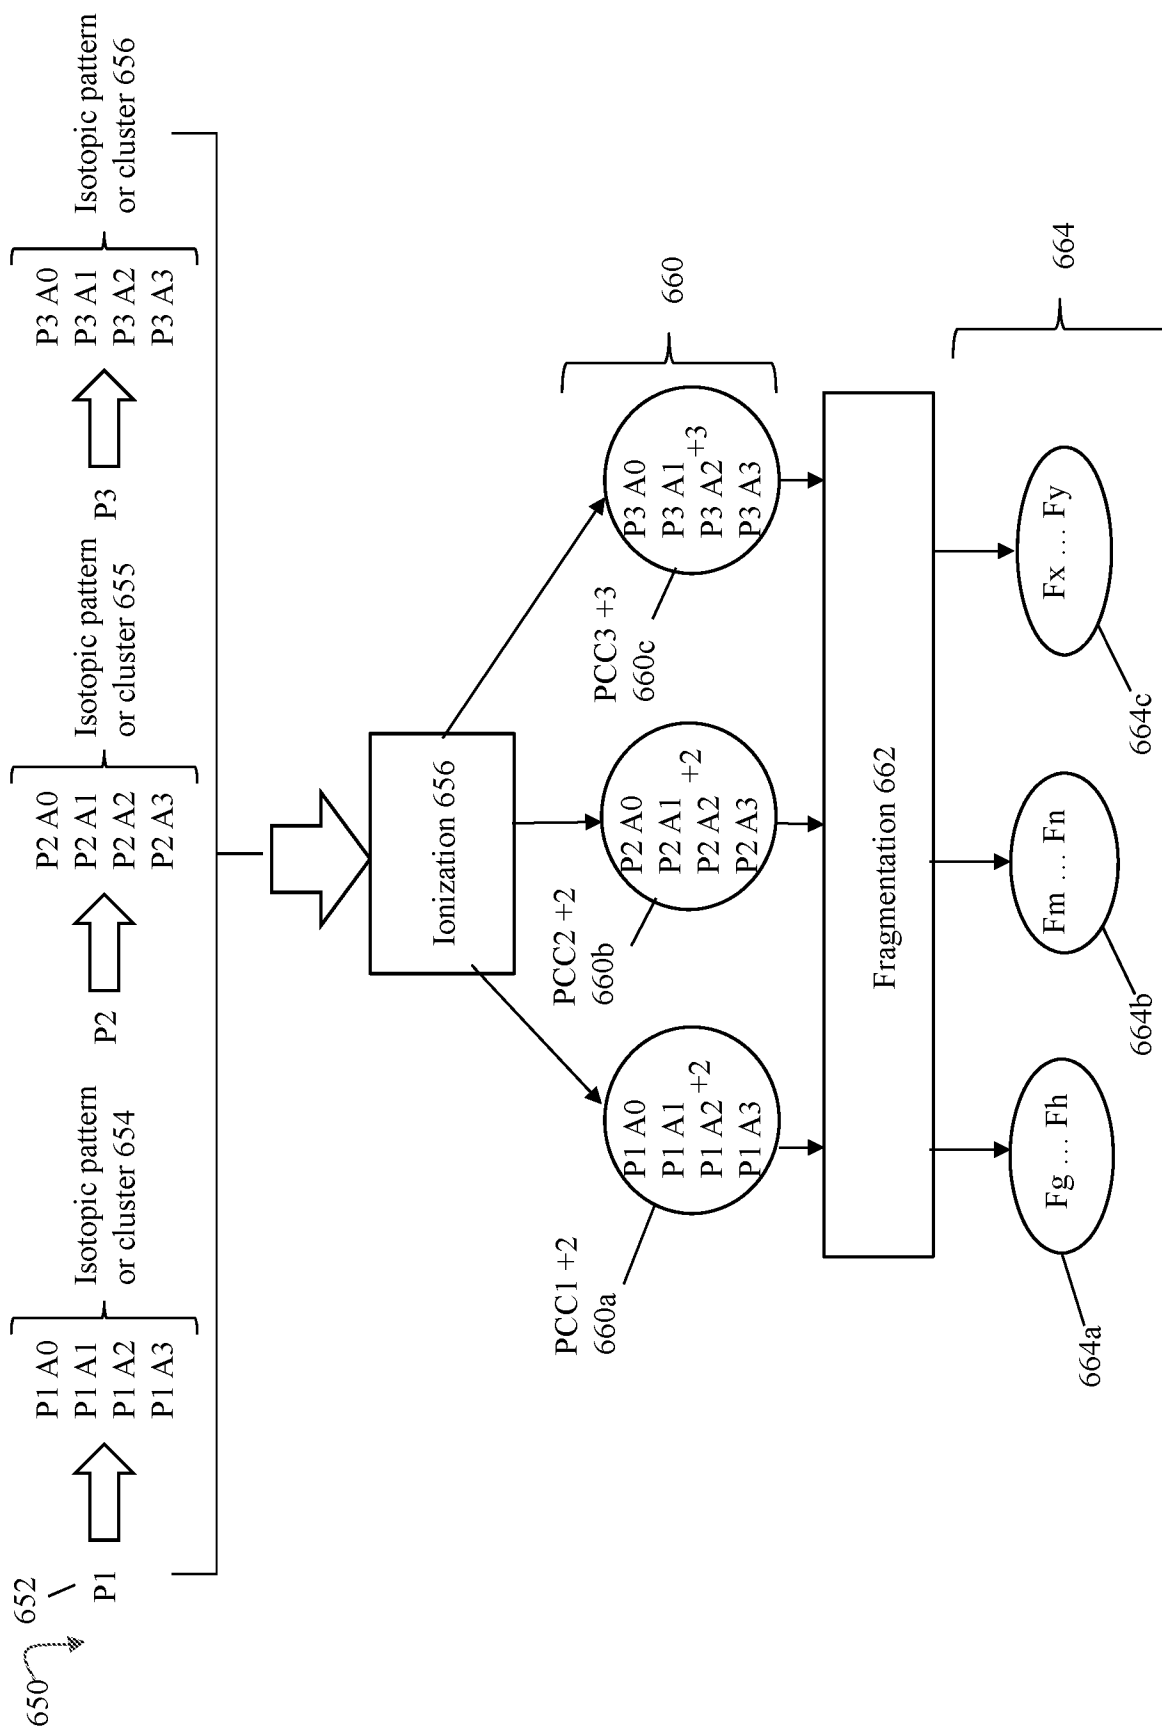 650
652
P1
P1 A0
P1 A1
P1 A2
P1 A3
Isotopic pattern
or cluster 654
P2
P2 A0
P2 A1
P2 A2
P2 A3
Isotopic pattern
or cluster 655
P3
P3 A0
P3 A1
P3 A2
P3 A3
Isotopic pattern
or cluster 656
Ionization 656
PCC1 +2
660a
P1 A0
P1 A1
P1 A2 +2
P1 A3
PCC2 +2
660b
P2 A0
P2 A1 +2
P2 A2
P2 A3
PCC3 +3
660c
P3 A0
P3 A1
P3 A2 +3
P3 A3
660
Fragmentation 662
664a
Fg .... Fh
664b
Fm .... Fn
664c
Fx .... Fy
664